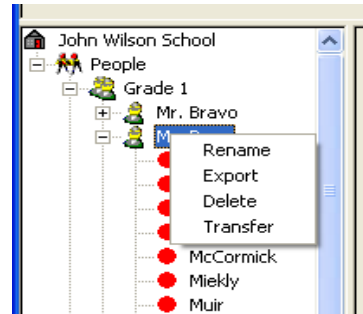 John Wilson School
People
Grade 1
Mr. Bravo
Rename
Export
Delete
Transfer
McCormick
Miekly
Muir